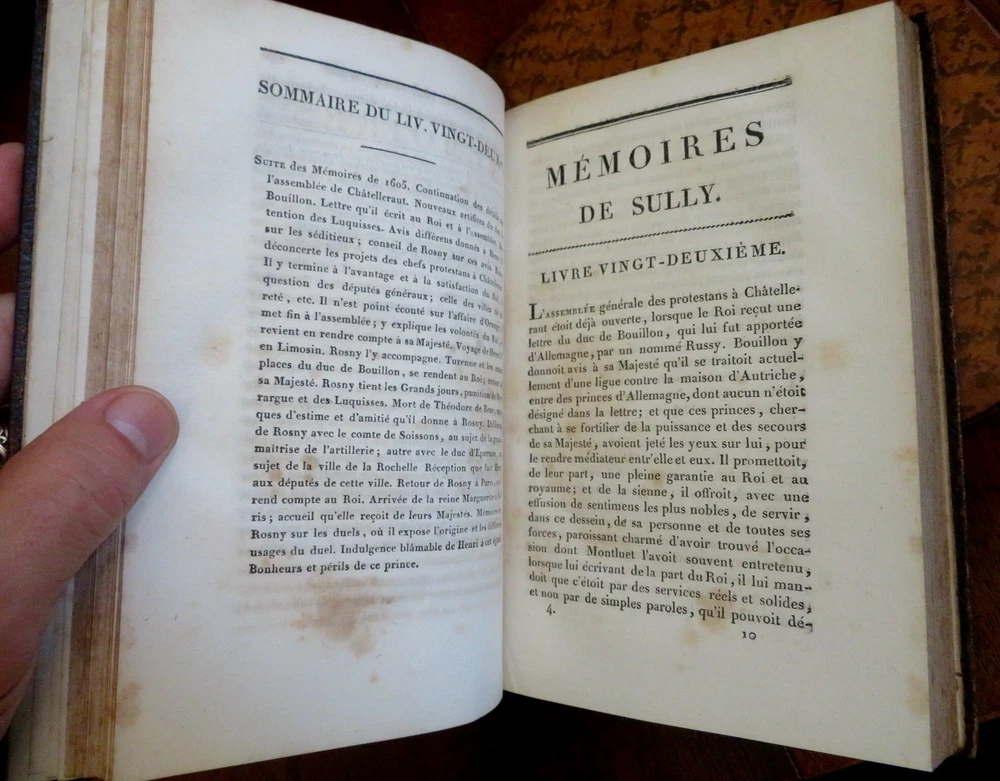 SOMMAIRE DU LIV. VINGT-DEUX-
SUITE des Mémoires de 1605. Continuation des
l'assemblée de Châtelleraut. Nouveaux artifices
Bouillon. Lettre qu'il écrit au Roi et à l'assemblée.
tention des Luquisses. Avis différens donnés à
sur les séditieux; conseil de Rosny sur ces avis.
déconcerte les projets des chefs protestans à
Il y termine à l'avantage et à la satisfaction du
question des députés généraux; celle des villes de
reté, etc. Il n'est point écouté sur l'affaire
met fin à l'assemblée; y explique les volontés du
revient en rendre compte à sa Majesté. Voyage de
en Limosin. Rosny l'y accompagne. Turenne et les
places du duc de Bouillon, se rendent au Roi;
sa Majesté. Rosny tient les Grands jours,
rargue et des Luquisses. Mort de Théodore de
ques d'estime et d'amitié qu'il donne à Rosny.
de Rosny avec le comte de Soissons, au sujet de la
maîtrise de l'artillerie; autre avec le duc d'Epernon,
sujet de la ville de la Rochelle Réception que fait
aux députés de cette ville. Retour de Rosny à Paris,
rend compte au Roi. Arrivée de la reine Marguerite à
ris; accueil qu'elle reçoit de leurs Majestés.
Rosny sur les duels, où il expose l'origine et les
usages du duel. Indulgence blâmable de Henri à cet
Bonheurs et périls de ce prince.
MÉMOIRES
DE SULLY.
LIVRE VINGT-DEUXIÈME.
L'ASSEMBLÉE générale des protestans à Châtelle-
raut étoit déjà ouverte, lorsque le Roi reçut une
lettre du duc de Bouillon, qui lui fut apportée
d'Allemagne, par un nommé Russy. Bouillon y
donnoit avis à sa Majesté qu'il se traitoit actuel-
lement d'une ligue contre la maison d'Autriche,
entre des princes d'Allemagne, dont aucun n'étoit
désigné dans la lettre; et que ces princes, cher-
chant à se fortifier de la puissance et des secours
de sa Majesté, avoient jeté les yeux sur lui, pour
le rendre médiateur entr'elle et eux. Il promettoit,
de leur part, une pleine garantie au Roi et au
royaume; et de la sienne, il offroit, avec une
effusion de sentimens les plus nobles, de servir,
dans ce dessein, de sa personne et de toutes ses
forces, paroissant charmé d'avoir trouvé l'occa-
sion dont Montluet l'avoit souvent entretenu,
lorsque lui écrivant de la part du Roi, il lui man-
doit que c'étoit par des services réels et solides,
et non par de simples paroles, qu'il pouvoit dé-
4.
10